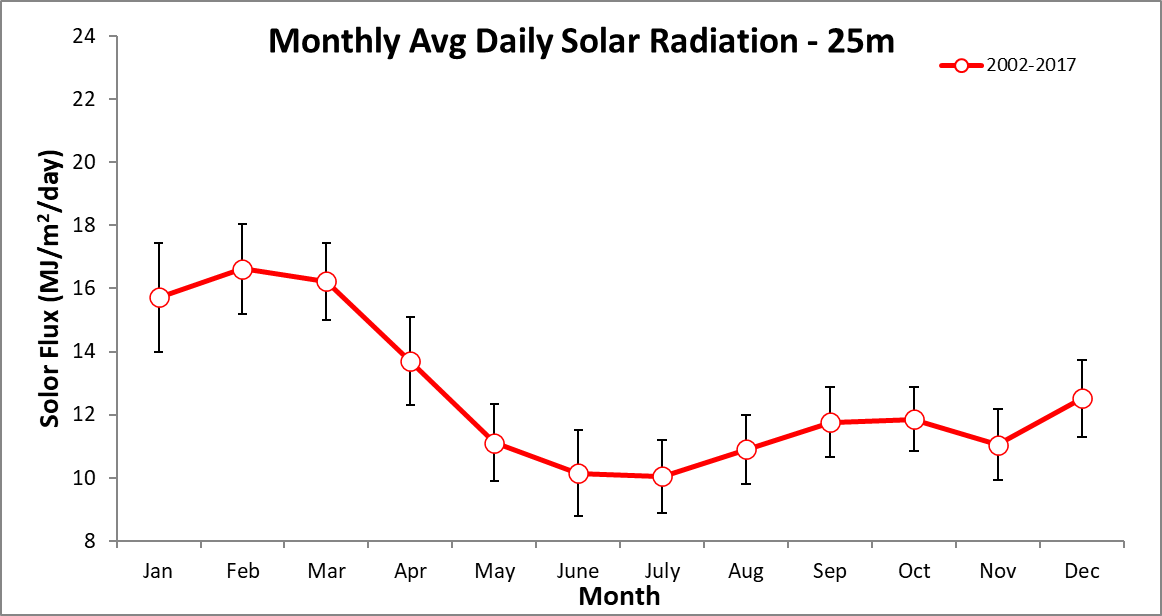 Monthly Avg Daily Solar Radiation - 25m
2002-2017
Solor Flux (MJ/m²/day)
24
22
20
18
16
14
12
10
8
Jan Feb Mar Apr May June July Aug Sep Oct Nov Dec
Month